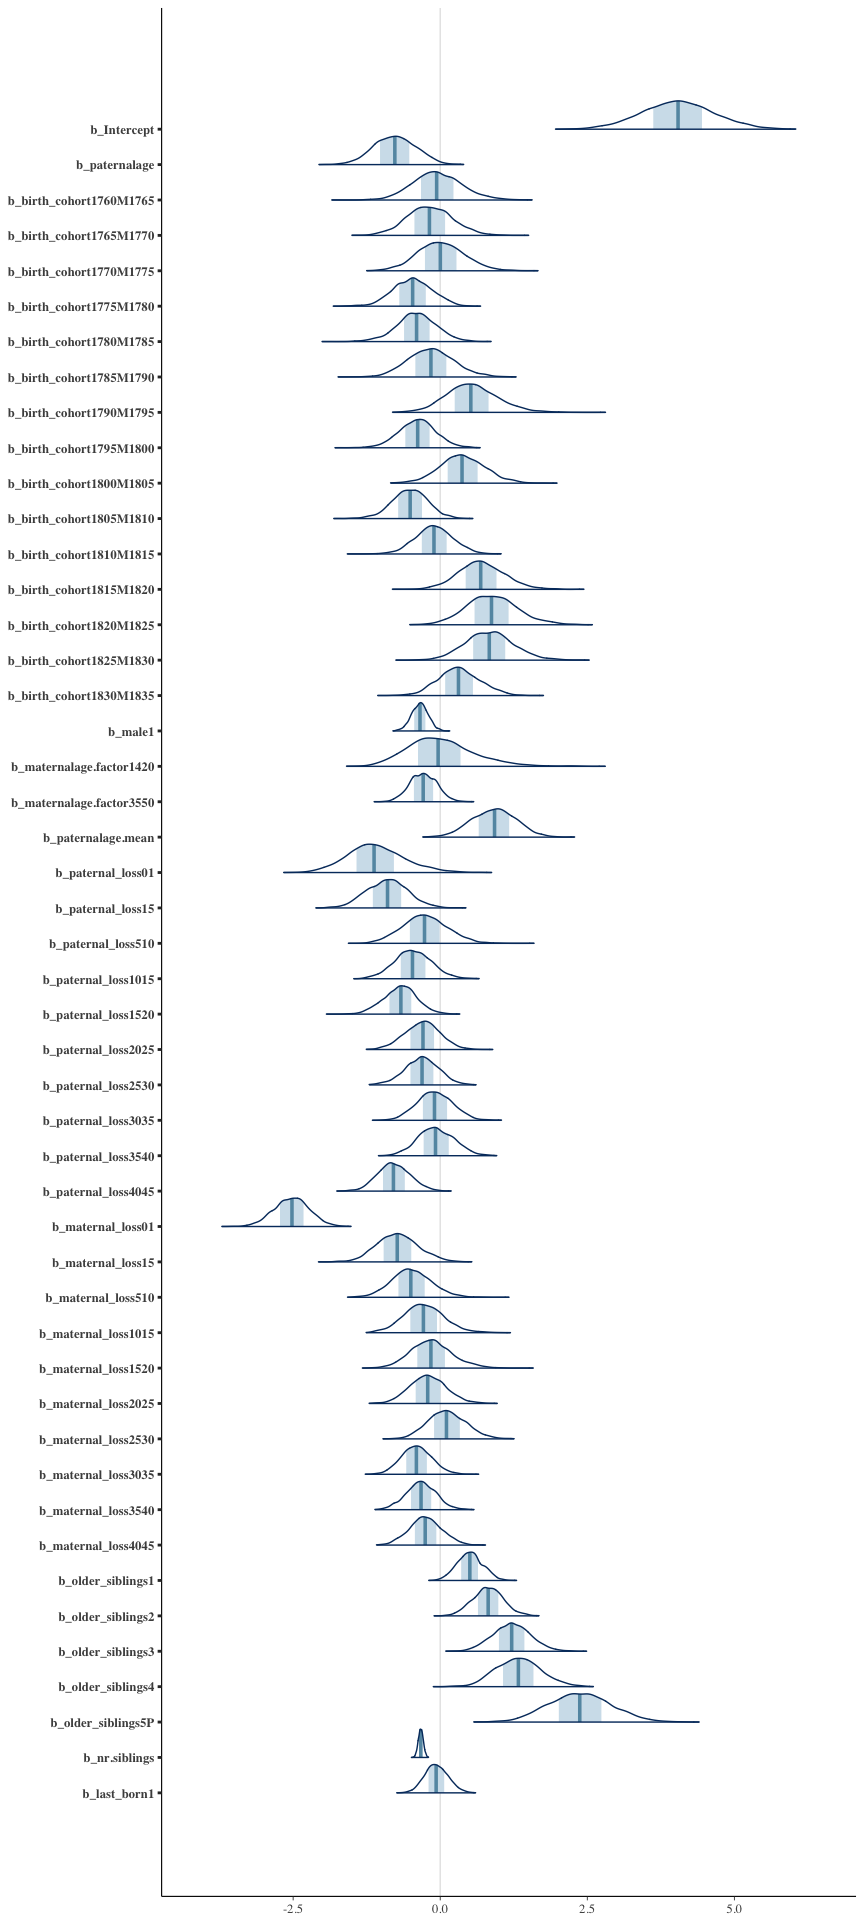 b_Intercept
b_paternalage
b_birth_cohort1760M1765
b_birth_cohort1765M1770
b_birth_cohort1770M1775
b_birth_cohort1775M1780
b_birth_cohort1780M1785
b_birth_cohort1785M1790
b_birth_cohort1790M1795
b_birth_cohort1795M1800
b_birth_cohort1800M1805
b_birth_cohort1805M1810
b_birth_cohort1810M1815
b_birth_cohort1815M1820
b_birth_cohort1820M1825
b_birth_cohort1825M1830
b_birth_cohort1830M1835
b_male1
b_maternalage.factor1420
b_maternalage.factor3550
b_paternalage.mean
b_paternal_loss01
b_paternal_loss15
b_paternal_loss510
b_paternal_loss1015
b_paternal_loss1520
b_paternal_loss2025
b_paternal_loss2530
b_paternal_loss3035
b_paternal_loss3540
b_paternal_loss4045
b_maternal_loss01
b_maternal_loss15
b_maternal_loss510
b_maternal_loss1015
b_maternal_loss1520
b_maternal_loss2025
b_maternal_loss2530
b_maternal_loss3035
b_maternal_loss3540
b_maternal_loss4045
b_older_siblings1
b_older_siblings2
b_older_siblings3
b_older_siblings4
b_older_siblings5P
b_nr.siblings
b_last_born1
-2.5 0.0 2.5 5.0